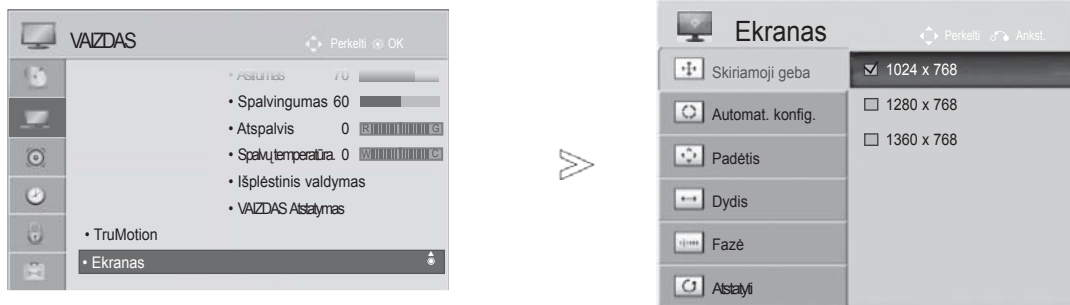 VAIZDAS
Perkelti OK
• Aštrumas 70
• Spalvingumas 60
• Atspalvis 0 R G
• Spalvų temperatūra. 0 W C
• Išplėstinis valdymas
• VAIZDAS Atstatymas
• TruMotion
• Ekranas
Ekranas
Perkelti Ankst.
Skiriamoji geba
Automat. konfig.
Padėtis
Dydis
Fazė
Atstatyti
1024 x 768
1280 x 768
1360 x 768